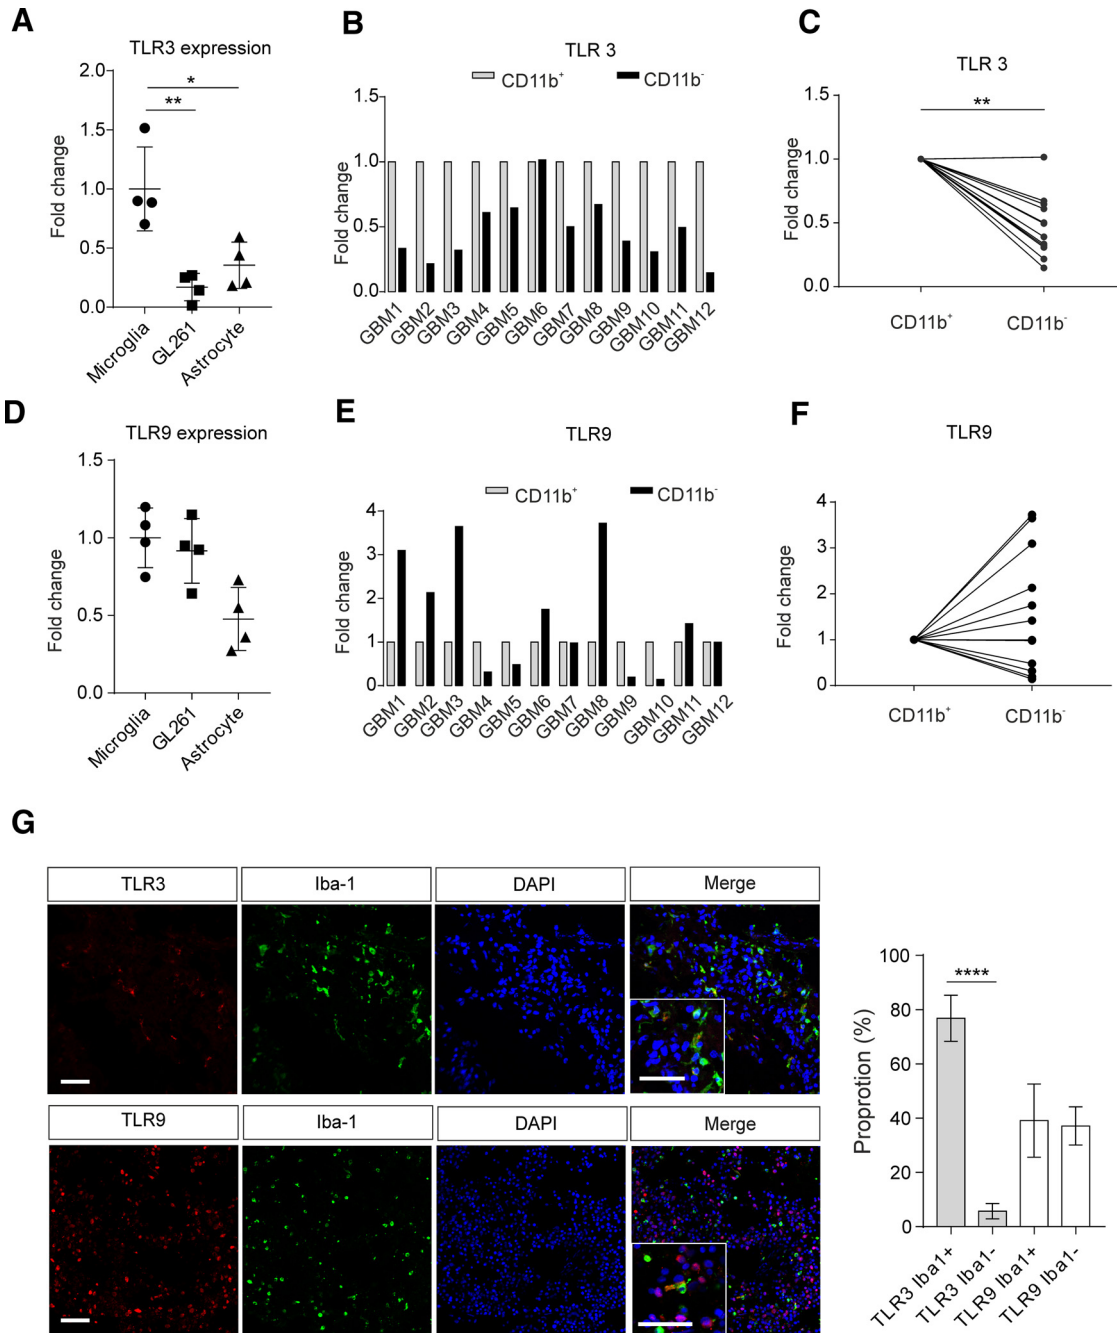 A
TLR3 expression
*
**
2.0
1.5
1.0
0.5
0.0
Fold change
Microglia
GL261
Astrocyte
B
TLR 3
CD11b+
CD11b-
1.5
1.0
0.5
0.0
Fold change
GBM1
GBM2
GBM3
GBM4
GBM5
GBM6
GBM7
GBM8
GBM9
GBM10
GBM11
GBM12
C
TLR 3
**
1.0
0.5
0
Fold change
CD11b+
CD11b-
D
TLR9 expression
1.5
1.0
0.5
0.0
Fold change
Microglia
GL261
Astrocyte
E
TLR9
CD11b+
CD11b-
4
3
2
1
0
Fold change
GBM1
GBM2
GBM3
GBM4
GBM5
GBM6
GBM7
GBM8
GBM9
GBM10
GBM11
GBM12
F
TLR9
4
3
2
1
0
Fold change
CD11b+
CD11b-
G
TLR3
Iba-1
DAPI
Merge
TLR9
Iba-1
DAPI
Merge
100
80
60
40
20
0
Proprotion (%)
****
TLR3 Iba1+
TLR3 Iba1-
TLR9 Iba1+
TLR9 Iba1-